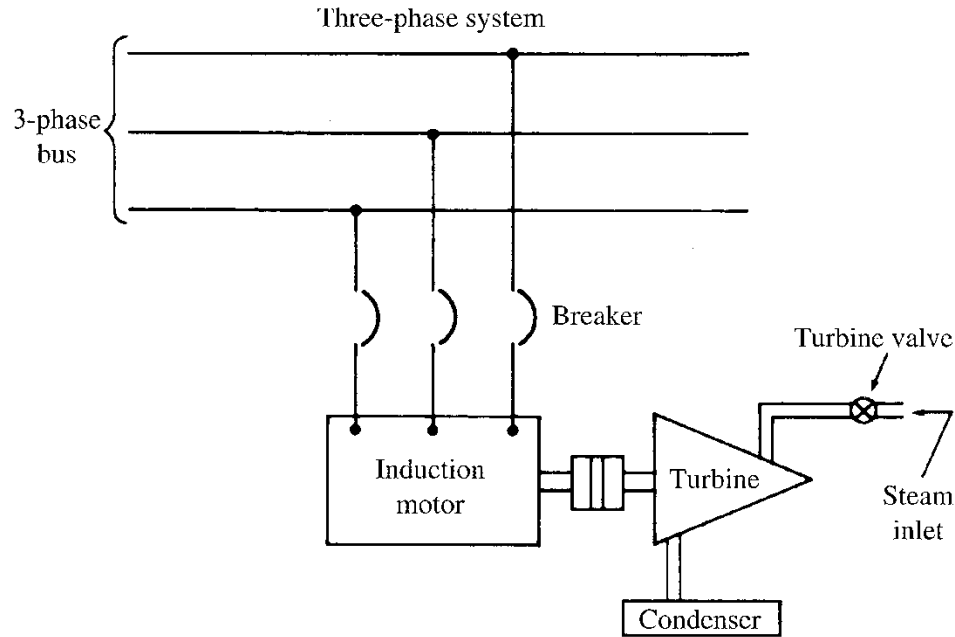 Three-phase system
3-phase
bus
Breaker
Turbine valve
Induction
motor
Turbine
Steam
inlet
Condenser